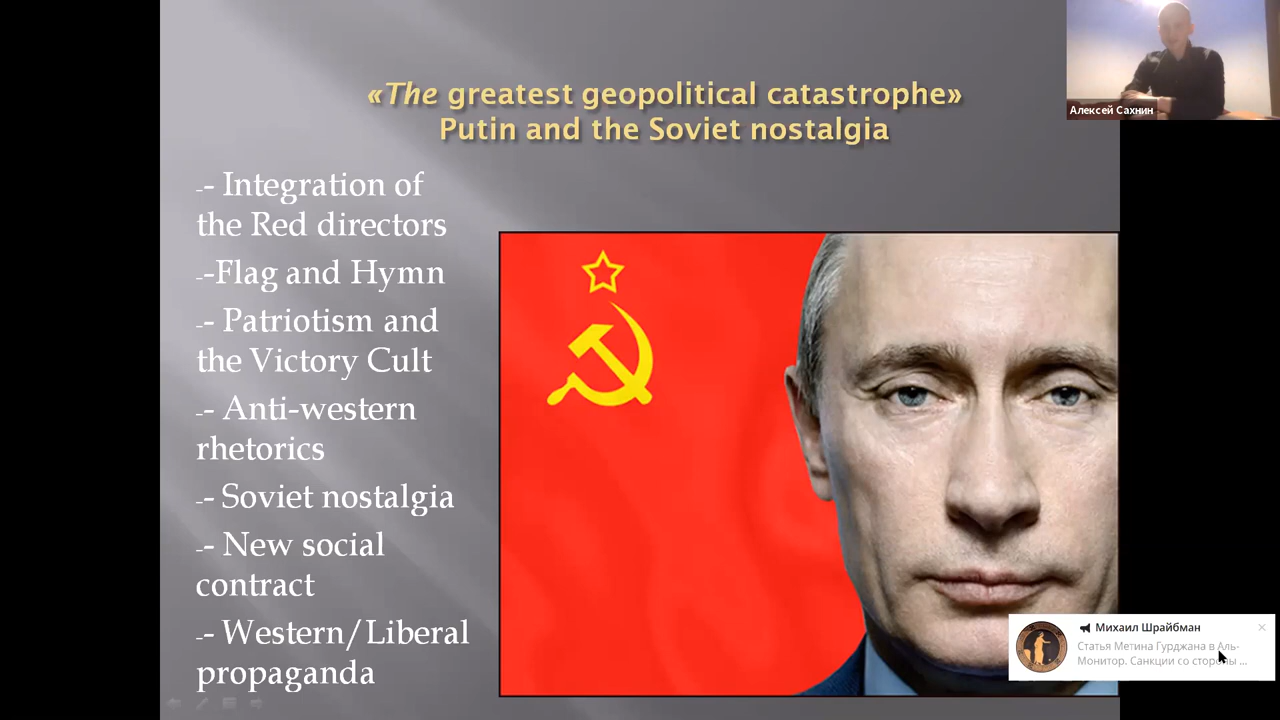 «The greatest geopolitical catastrophe»
Putin and the Soviet nostalgia
-- Integration of
the Red directors
--Flag and Hymn
-- Patriotism and
the Victory Cult
-- Anti-western
rhetorics
-- Soviet nostalgia
-- New social
contract
-- Western/Liberal
propaganda
Алексей Сахнин
Михаил Шрайбман
Статья Метина Гурджана в Аль-
Монитор. Санкции со стороны ...